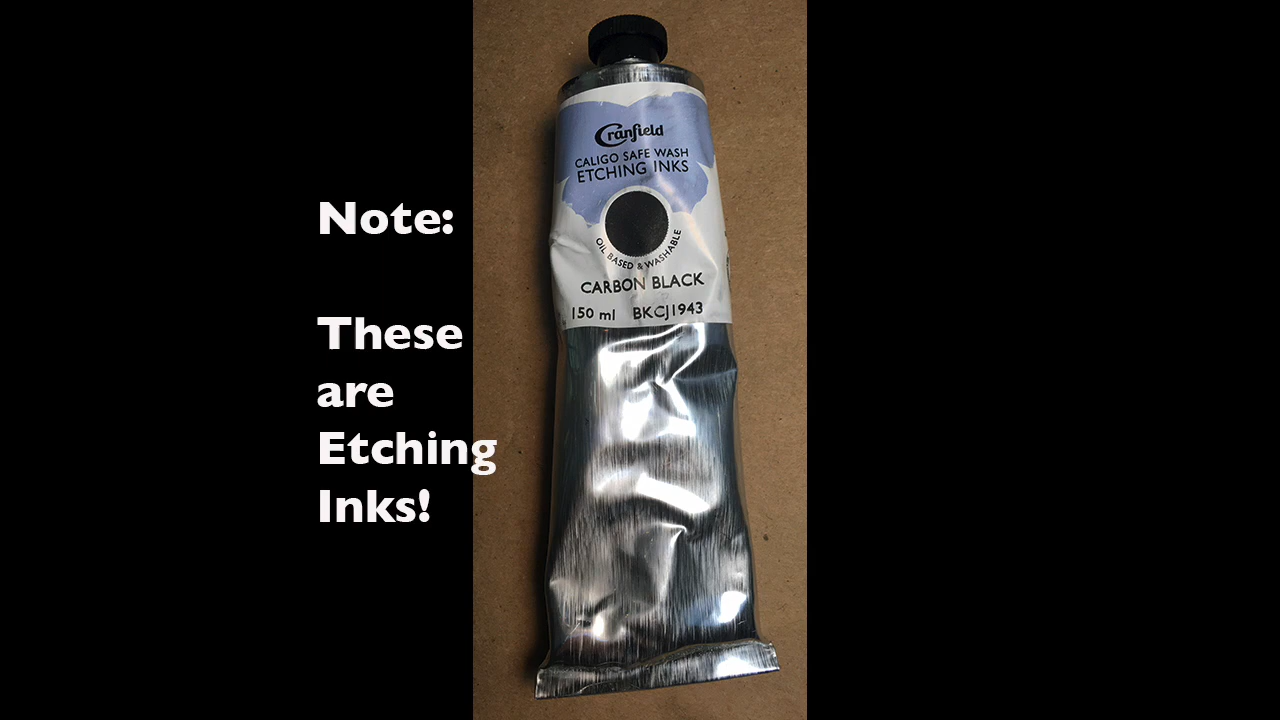 Note:
These
are
Etching
Inks!
Cranfield
CALIGO SAFE WASH
ETCHING INKS
OIL BASED & WASHABLE
CARBON BLACK
150 ml BKCJ1943